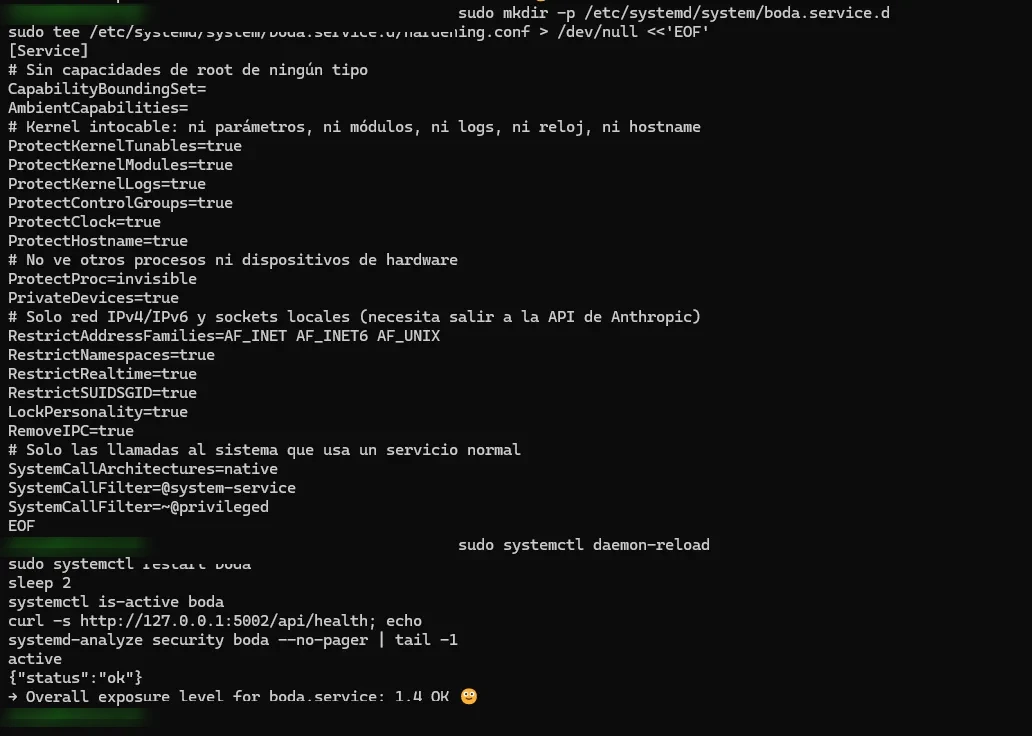 sudo mkdir -p /etc/systemd/system/boda.service.d
sudo tee /etc/systemd/system/boda.service.d/hardening.conf > /dev/null <<'EOF'
[Service]
# Sin capacidades de root de ningún tipo
CapabilityBoundingSet=
AmbientCapabilities=
# Kernel intocable: ni parámetros, ni módulos, ni logs, ni reloj, ni hostname
ProtectKernelTunables=true
ProtectKernelModules=true
ProtectKernelLogs=true
ProtectControlGroups=true
ProtectClock=true
ProtectHostname=true
# No ve otros procesos ni dispositivos de hardware
ProtectProc=invisible
PrivateDevices=true
# Solo red IPv4/IPv6 y sockets locales (necesita salir a la API de Anthropic)
RestrictAddressFamilies=AF_INET AF_INET6 AF_UNIX
RestrictNamespaces=true
RestrictRealtime=true
RestrictSUIDSGID=true
LockPersonality=true
RemoveIPC=true
# Solo las llamadas al sistema que usa un servicio normal
SystemCallArchitectures=native
SystemCallFilter=@system-service
SystemCallFilter=~@privileged
EOF
sudo systemctl daemon-reload
sudo systemctl restart boda
sleep 2
systemctl is-active boda
curl -s http://127.0.0.1:5002/api/health; echo
systemd-analyze security boda --no-pager | tail -1
active
{"status":"ok"}
→ Overall exposure level for boda.service: 1.4 OK 🙂